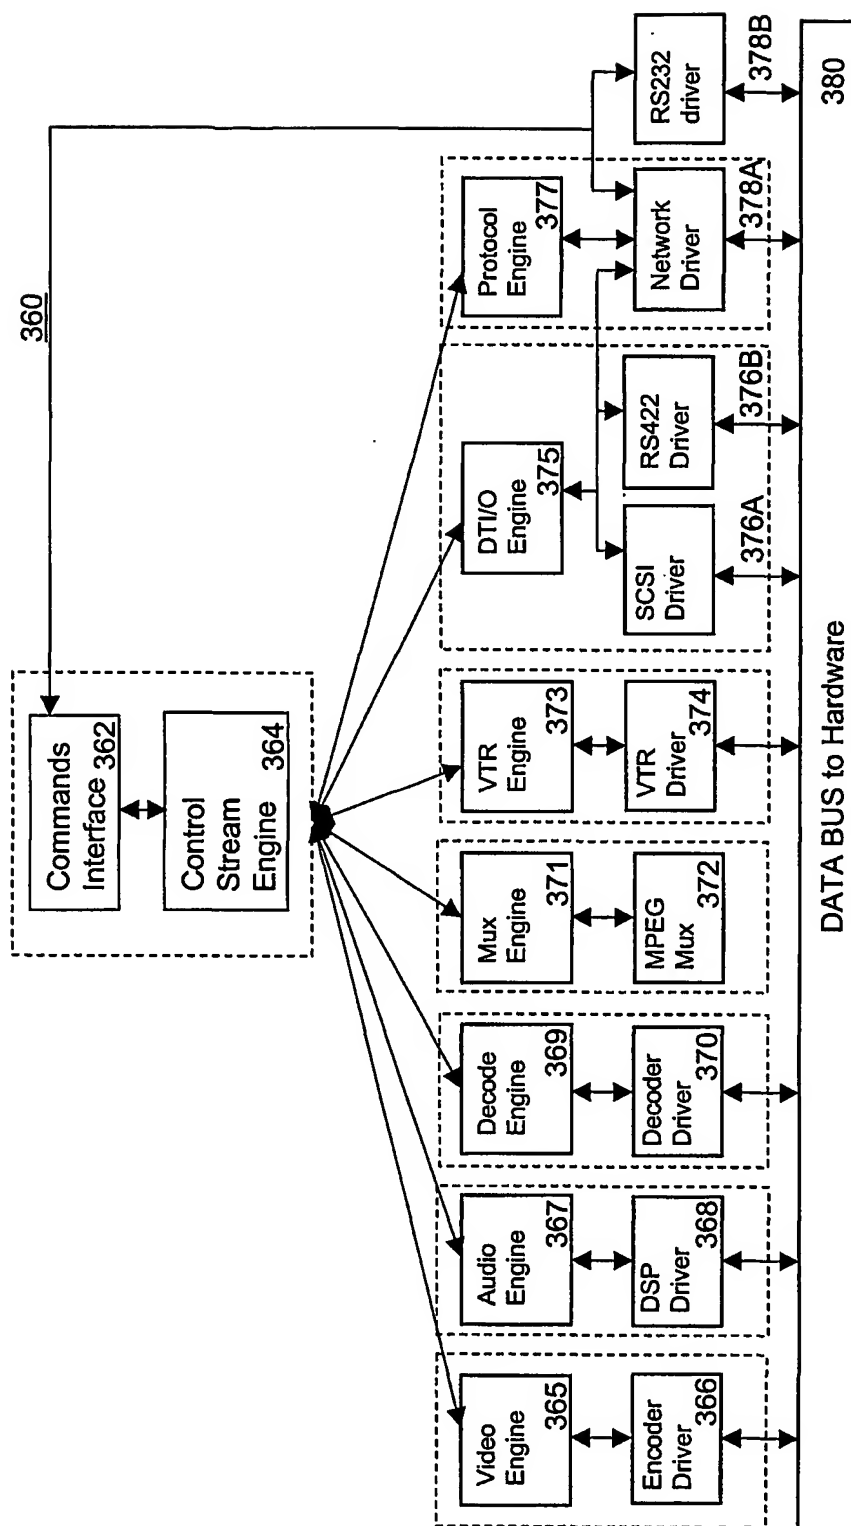 360
Commands
Interface 362
Control
Stream
Engine 364
Video
Engine
365
Audio
Engine
367
Decode
Engine
369
Mux
Engine
371
VTR
Engine
373
DTI/O
Engine
375
Protocol
Engine
377
Encoder
Driver
366
DSP
Driver
368
Decoder
Driver
370
MPEG
Mux
372
VTR
Driver
374
SCSI
Driver
376A
RS422
Driver
376B
Network
Driver
378A
RS232
driver
378B
DATA BUS to Hardware
380